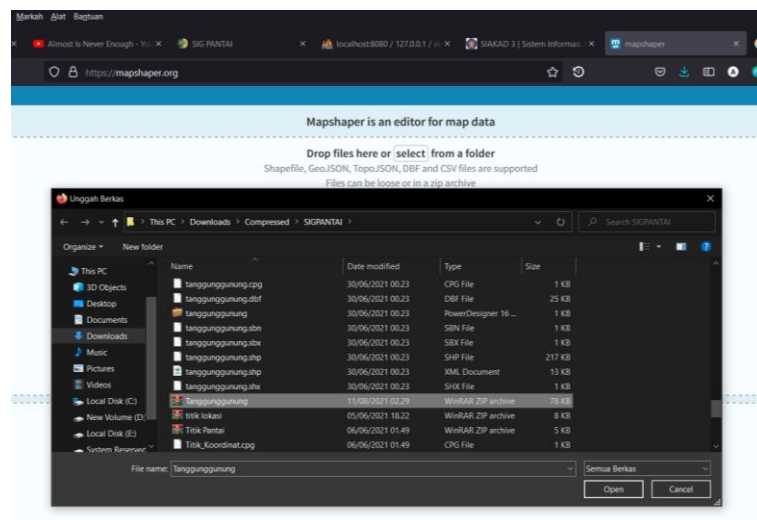 Markah Alat Bantuan
Almost Is Never Enough - You
SIG PANTAI
localhost:8080 / 127.0.0.1 /
SIAKAD 3 | Sistem Informasi
mapshaper
https://mapshaper.org
Mapshaper is an editor for map data
Drop files here or select from a folder
Shapefile, GeoJSON, TopoJSON, DBF and CSV files are supported
Files can be loose or in a zip archive
Unggah Berkas
This PC > Downloads > Compressed > SIGPANTAI >
Search SIGPANTAI
Organize
New folder
This PC
3D Objects
Desktop
Documents
Downloads
Music
Pictures
Videos
Local Disk (C:)
New Volume (D:
Local Disk (E:)
System Reserved
Name Date modified Type Size
tanggunggunung.cpg 30/06/2021 00.23 CPG File 1 KB
tanggunggunung.dbf 30/06/2021 00.23 DBF File 25 KB
tanggunggunung 30/06/2021 00.23 PowerDesigner 16 ... 1 KB
tanggunggunung.sbn 30/06/2021 00.23 SBN File 1 KB
tanggunggunung.sbx 30/06/2021 00.23 SBX File 1 KB
tanggunggunung.shp 30/06/2021 00.23 SHP File 217 KB
tanggunggunung.shp 30/06/2021 00.23 XML Document 13 KB
tanggunggunung.shx 30/06/2021 00.23 SHX File 1 KB
Tanggunggunung 11/08/2021 02.29 WinRAR ZIP archive 78 KB
titik lokasi 05/06/2021 18.22 WinRAR ZIP archive 8 KB
Titik Pantai 06/06/2021 01.49 WinRAR ZIP archive 5 KB
Titik_Koordinat.cpg 06/06/2021 01.49 CPG File 1 KB
File name: Tanggunggunung
Semua Berkas
Open
Cancel